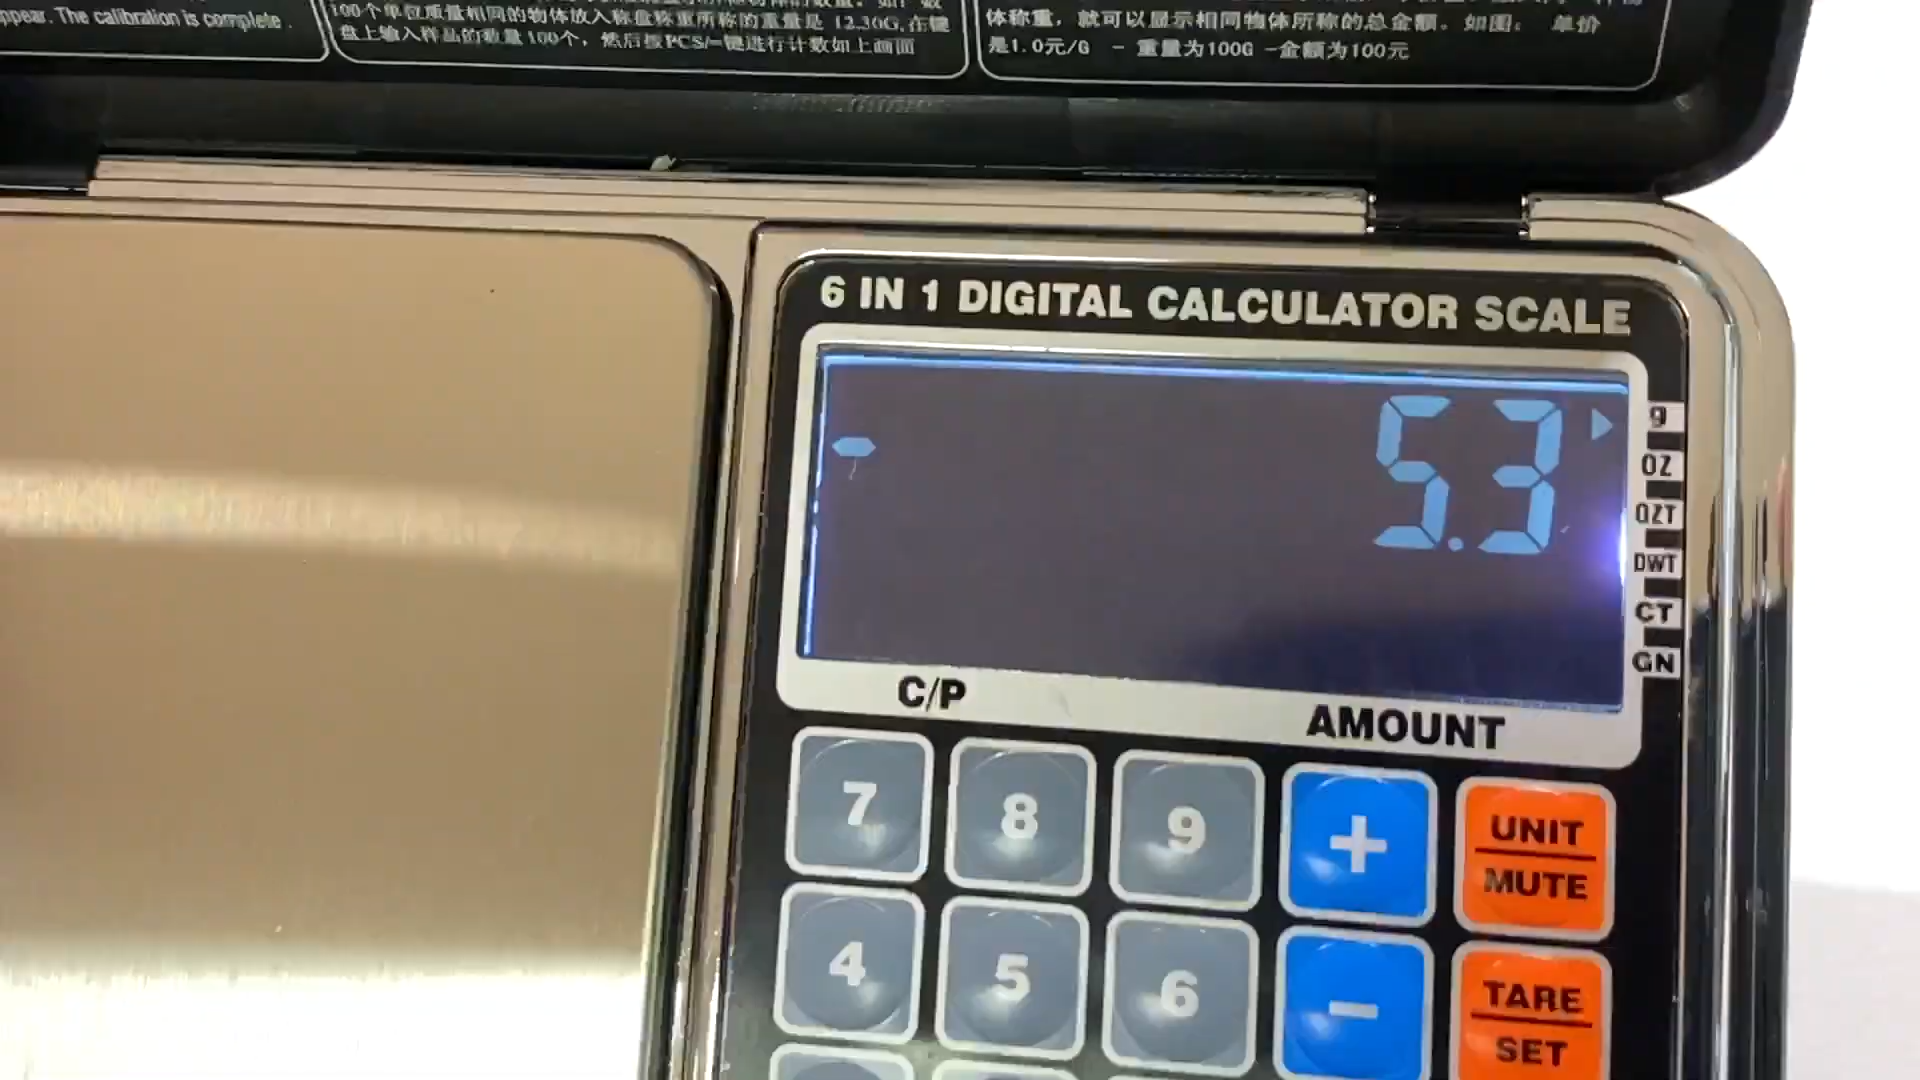 ppear. The calibration is complete.
100个单位质量相同的物体放入称盘称重所称的重量是 12.30G,在键
盘上输入样品的数量100个，然后按PCS/=键进行计数如上画面
体称重，就可以显示相同物体所称的总金额。如图： 单价
是1.0元/G － 重量为100G －金额为100元
6 IN 1 DIGITAL CALCULATOR SCALE
- 5.3
g
OZ
OZT
DWT
CT
GN
C/P
AMOUNT
7 8 9 + UNIT
MUTE
4 5 6 - TARE
SET